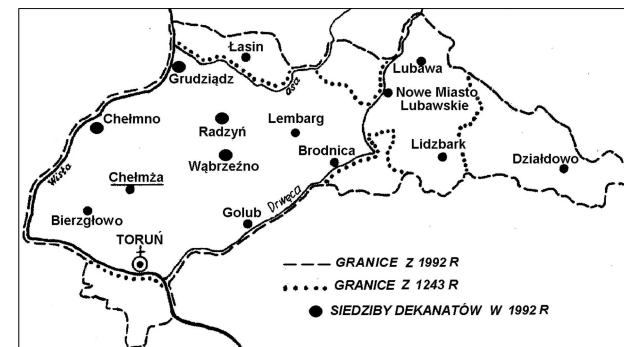 Łasin
Grudziądz
Osa
Lubawa
Nowe Miasto
Lubawskie
Chełmno
Radzyń
Lembarg
Wąbrzeźno
Brodnica
Lidzbark
Działdowo
Wisła
Chełmża
Bierzgłowo
Golub
Drwęca
TORUŃ
GRANICE Z 1992 R
GRANICE Z 1243 R
SIEDZIBY DEKANATÓW W 1992 R